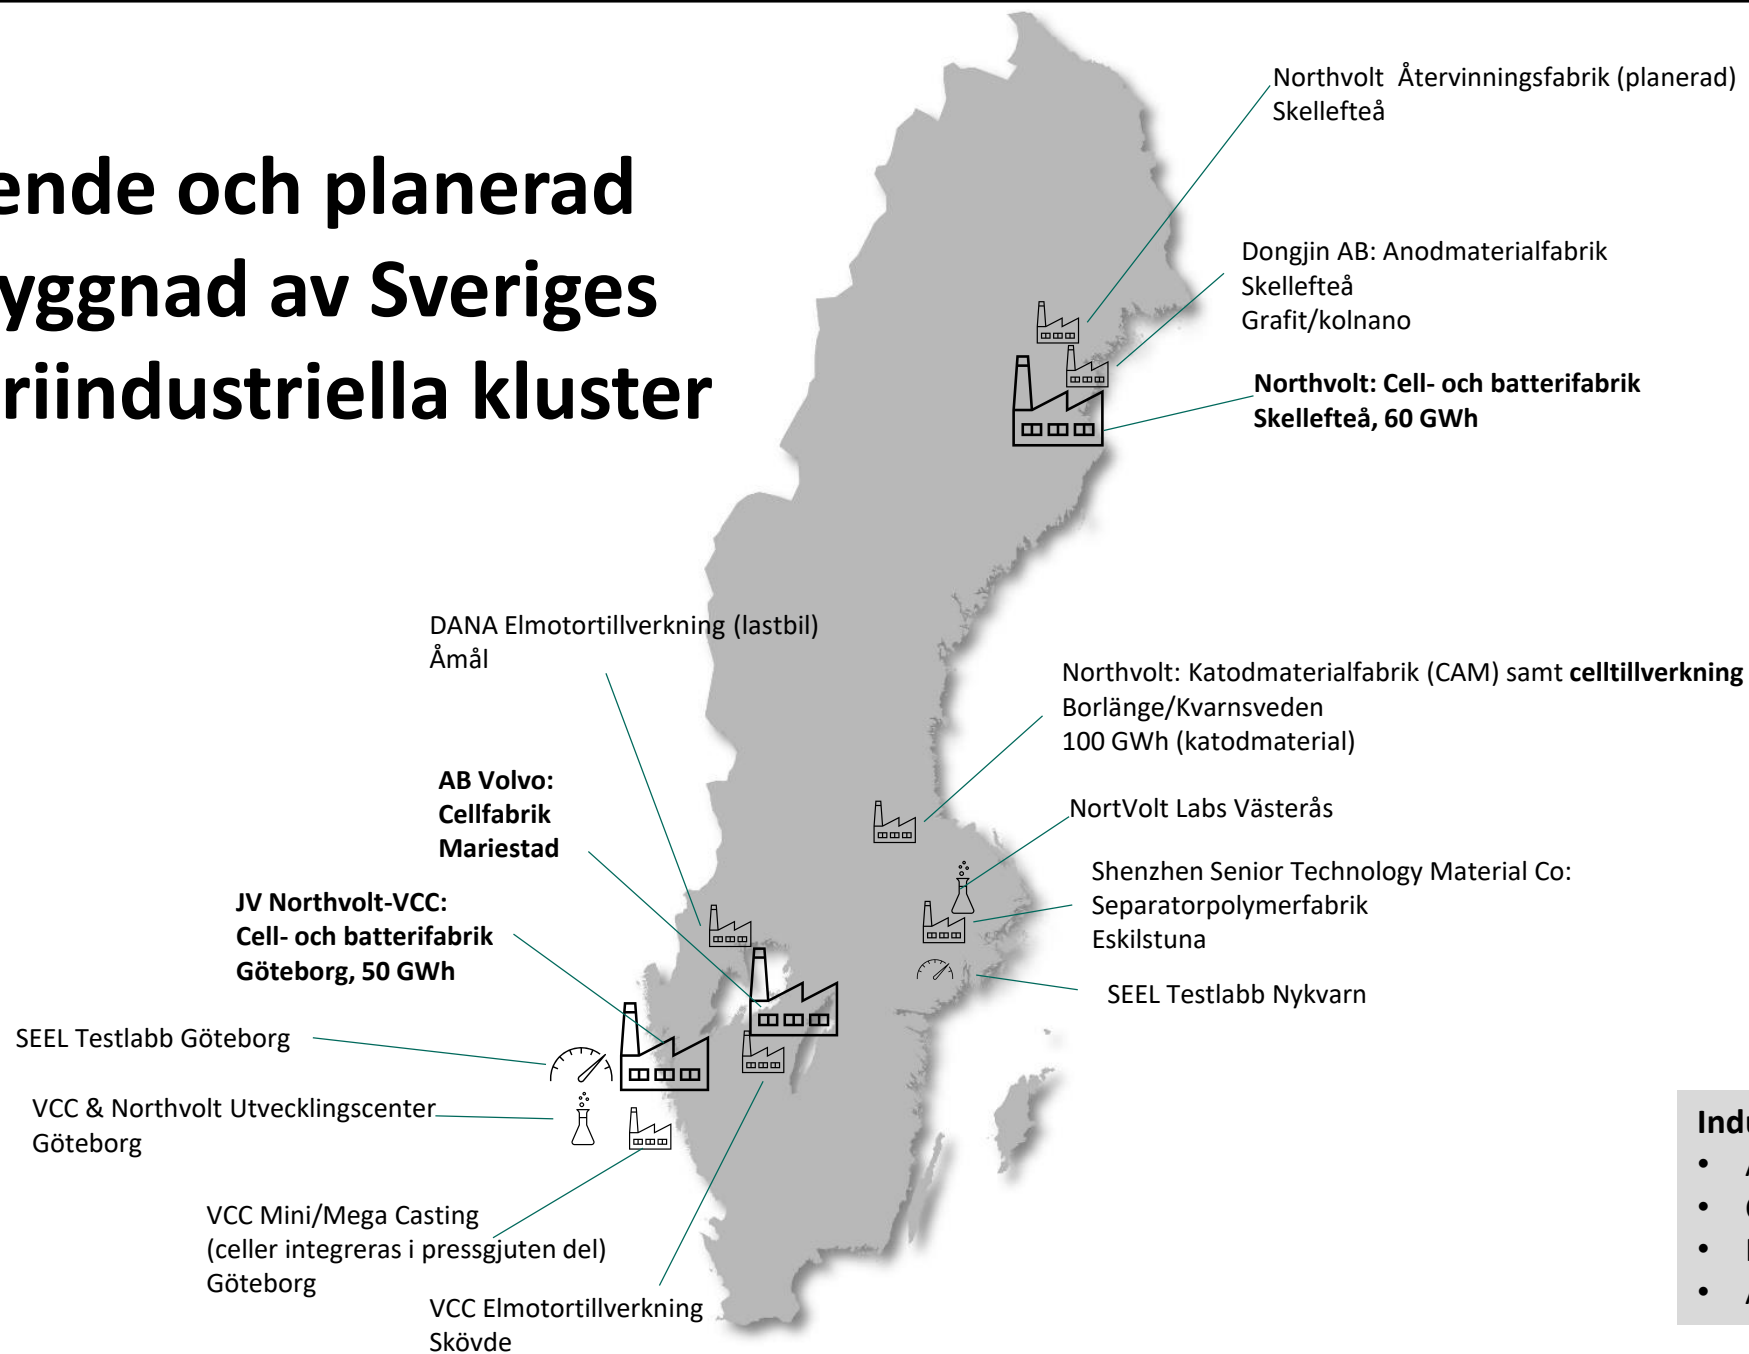 ende och planerad
yggnad av Sveriges
riindustriella kluster
Northvolt Återvinningsfabrik (planerad)
Skellefteå
Dongjin AB: Anodmaterialfabrik
Skellefteå
Grafit/kolnano
Northvolt: Cell- och batterifabrik
Skellefteå, 60 GWh
DANA Elmotortillverkning (lastbil)
Åmål
Northvolt: Katodmaterialfabrik (CAM) samt celltillverkning
Borlänge/Kvarnsveden
100 GWh (katodmaterial)
AB Volvo:
Cellfabrik
Mariestad
NortVolt Labs Västerås
Shenzhen Senior Technology Material Co:
Separatorpolymerfabrik
Eskilstuna
JV Northvolt-VCC:
Cell- och batterifabrik
Göteborg, 50 GWh
SEEL Testlabb Nykvarn
SEEL Testlabb Göteborg
VCC & Northvolt Utvecklingscenter
Göteborg
VCC Mini/Mega Casting
(celler integreras i pressgjuten del)
Göteborg
VCC Elmotortillverkning
Skövde